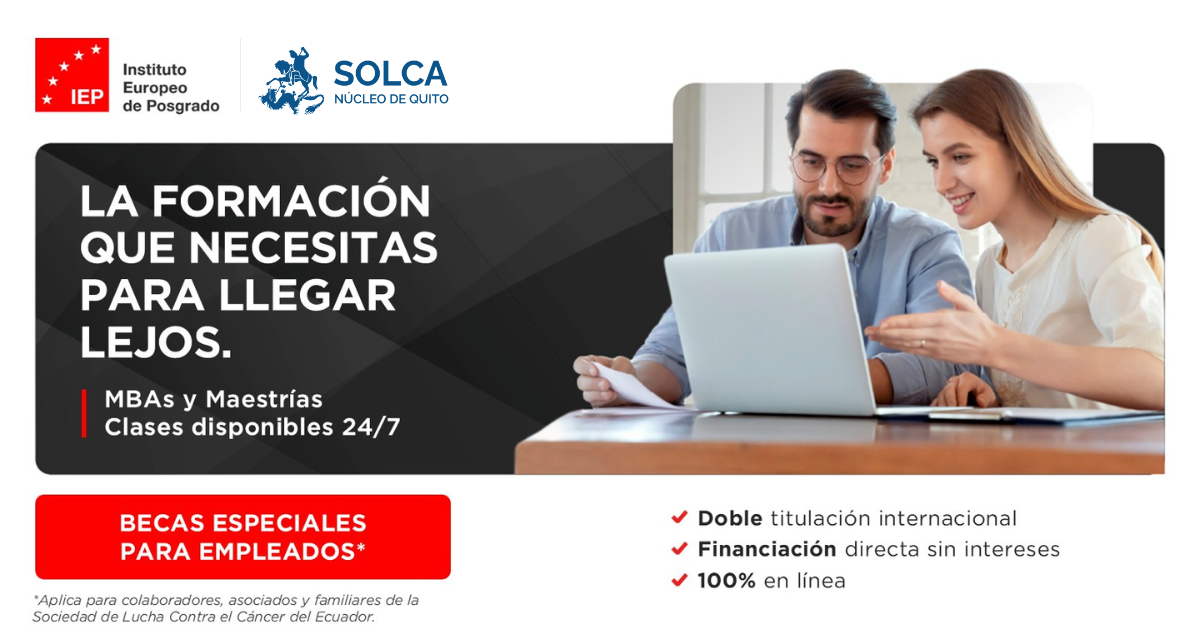 IEP
Instituto
Europeo
de Posgrado
SOLCA
NÚCLEO DE QUITO
LA FORMACIÓN
QUE NECESITAS
PARA LLEGAR
LEJOS.
MBAs y Maestrías
Clases disponibles 24/7
BECAS ESPECIALES
PARA EMPLEADOS*
*Aplica para colaboradores, asociados y familiares de la
Sociedad de Lucha Contra el Cáncer del Ecuador.
Doble titulación internacional
Financiación directa sin intereses
100% en línea